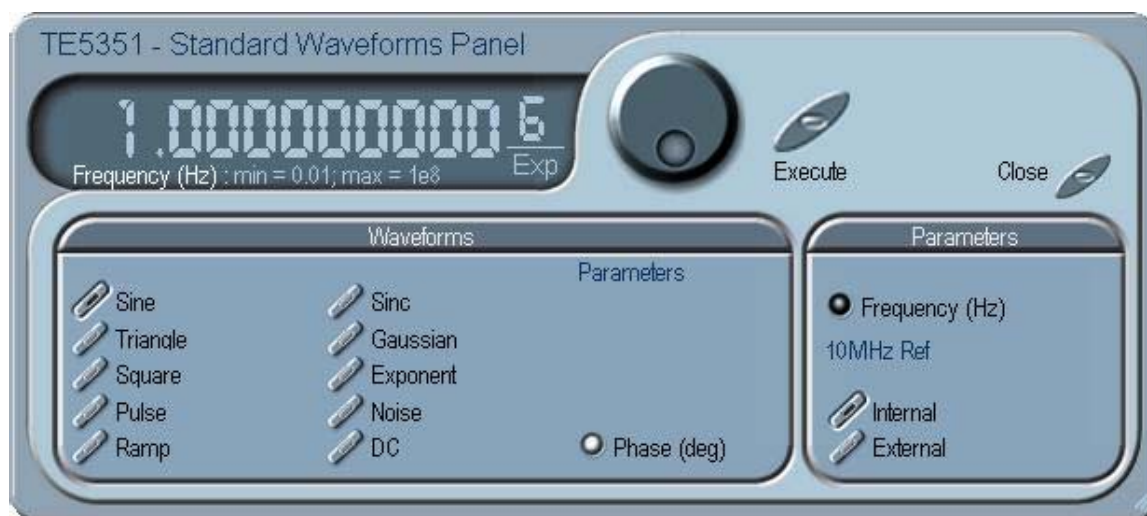 TE5351 - Standard Waveforms Panel
1.000000000 6
Exp
Frequency (Hz) : min = 0.01; max = 1e8
Execute
Close
Waveforms
Parameters
Sine
Triangle
Square
Pulse
Ramp
Sinc
Gaussian
Exponent
Noise
DC
Phase (deg)
Parameters
Frequency (Hz)
10MHz Ref
Internal
External